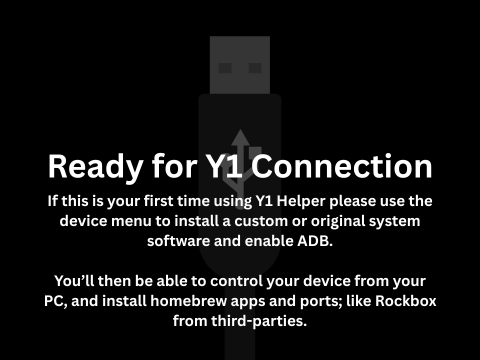 Ready for Y1 Connection
If this is your first time using Y1 Helper please use the
device menu to install a custom or original system
software and enable ADB.
You’ll then be able to control your device from your
PC, and install homebrew apps and ports; like Rockbox
from third-parties.